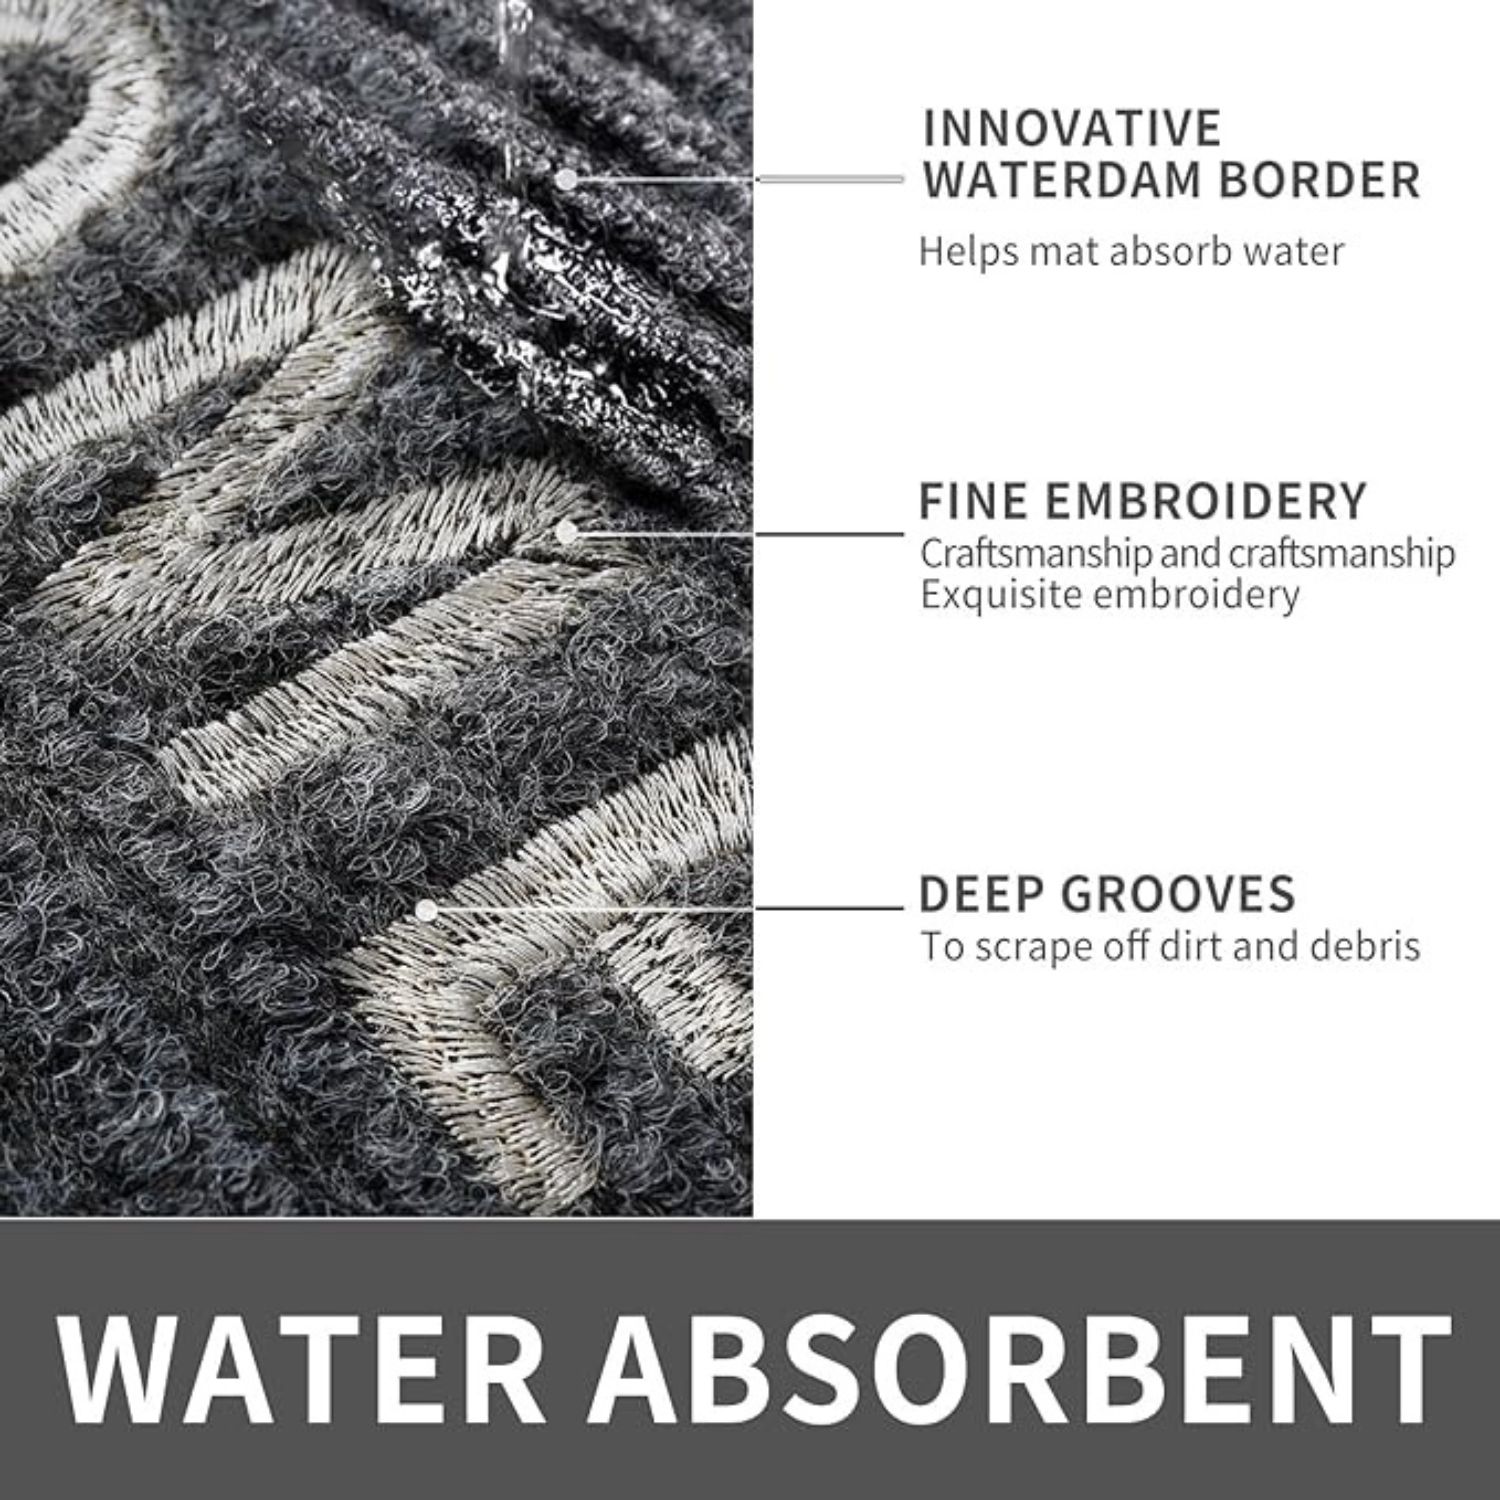 INNOVATIVE
WATERDAM BORDER
Helps mat absorb water
FINE EMBROIDERY
Craftsmanship and craftsmanship
Exquisite embroidery
DEEP GROOVES
To scrape off dirt and debris
WATER ABSORBENT